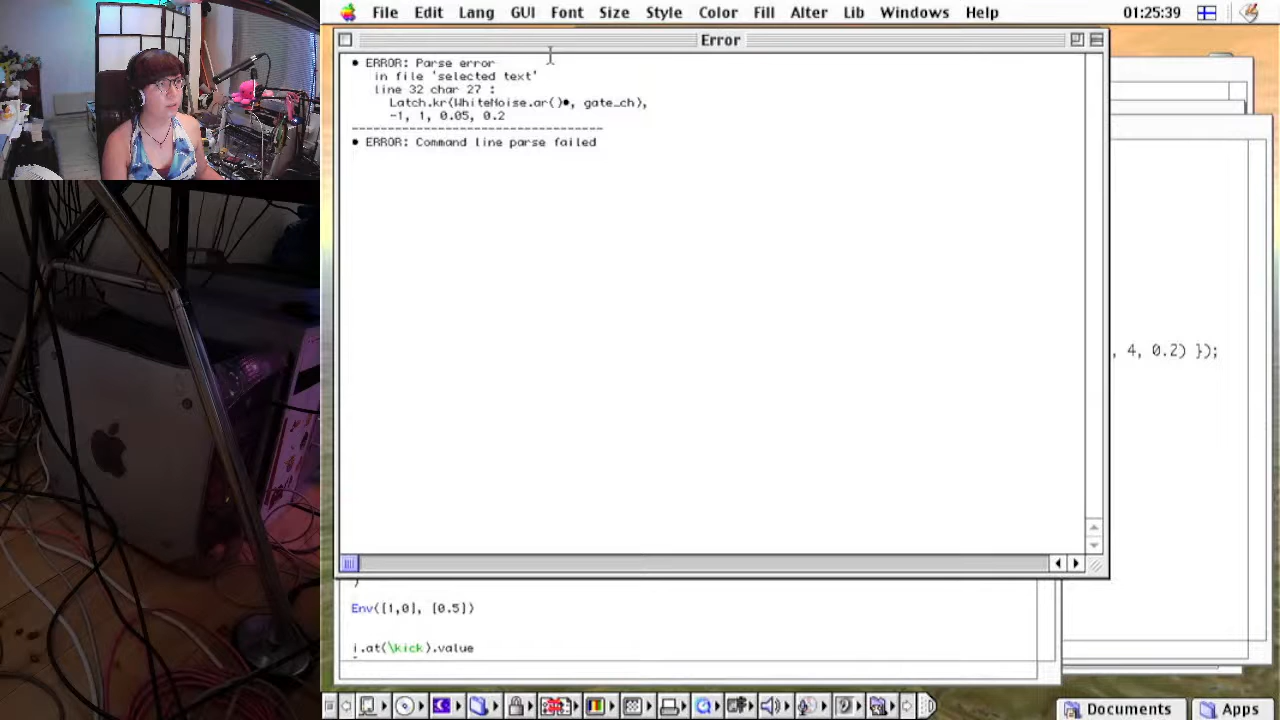 File Edit Lang GUI Font Size Style Color Fill Alter Lib Windows Help 01:25:39
Error
• ERROR: Parse error
in file 'selected text'
line 32 char 27 :
Latch.kr(WhiteNoise.ar()•, gate_ch),
-1, 1, 0.05, 0.2
-----------------------------------
• ERROR: Command line parse failed
, 4, 0.2) });
)
Env([1,0], [0.5])
i.at(\kick).value
Documents Apps